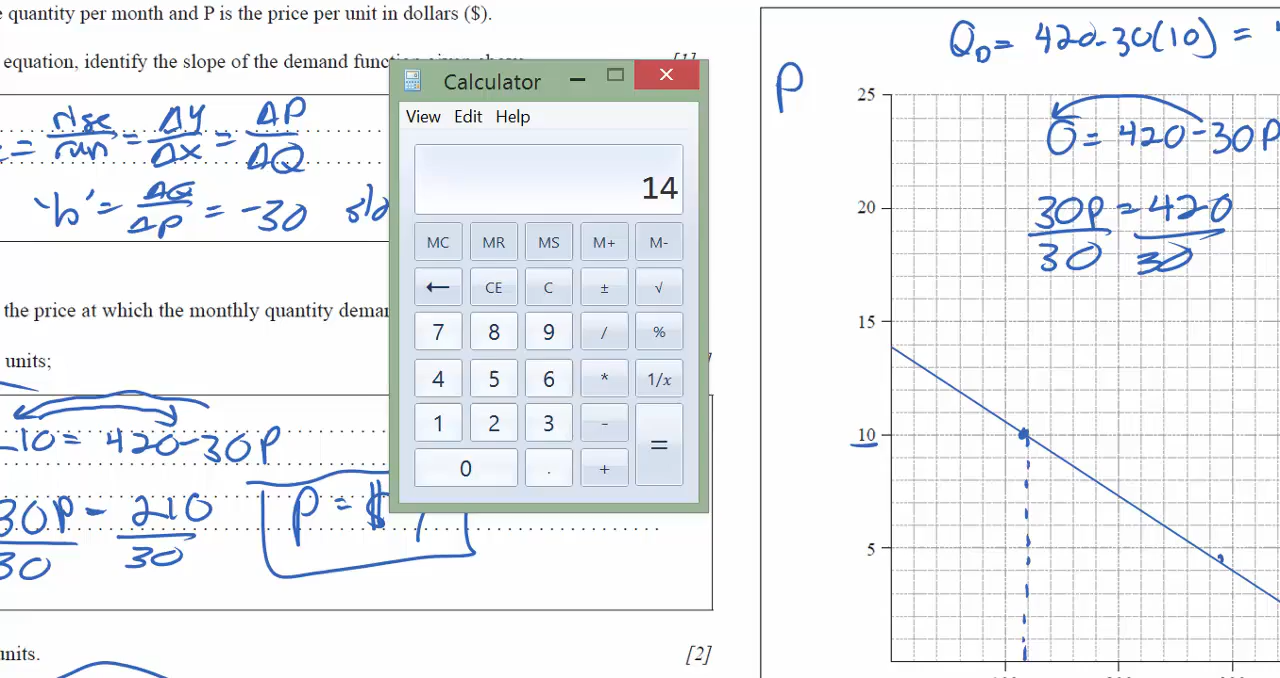 e quantity per month and P is the price per unit in dollars ($).
equation, identify the slope of the demand function given above.
[1]
= rise/run = ΔY/ΔX = ΔP/ΔQ
'b' = ΔQ/ΔP = -30
the price at which the monthly quantity
units;
210 = 420-30P
30P = 210
30 30
P = $7
units.
[2]
Calculator
View Edit Help
14
MC MR MS M+ M-
← CE C ± √
7 8 9 / %
4 5 6 * 1/x
1 2 3 - =
0 . +
QD = 420-30(10) =
P
0 = 420-30P
30P = 420
30 30
25
20
15
10
5